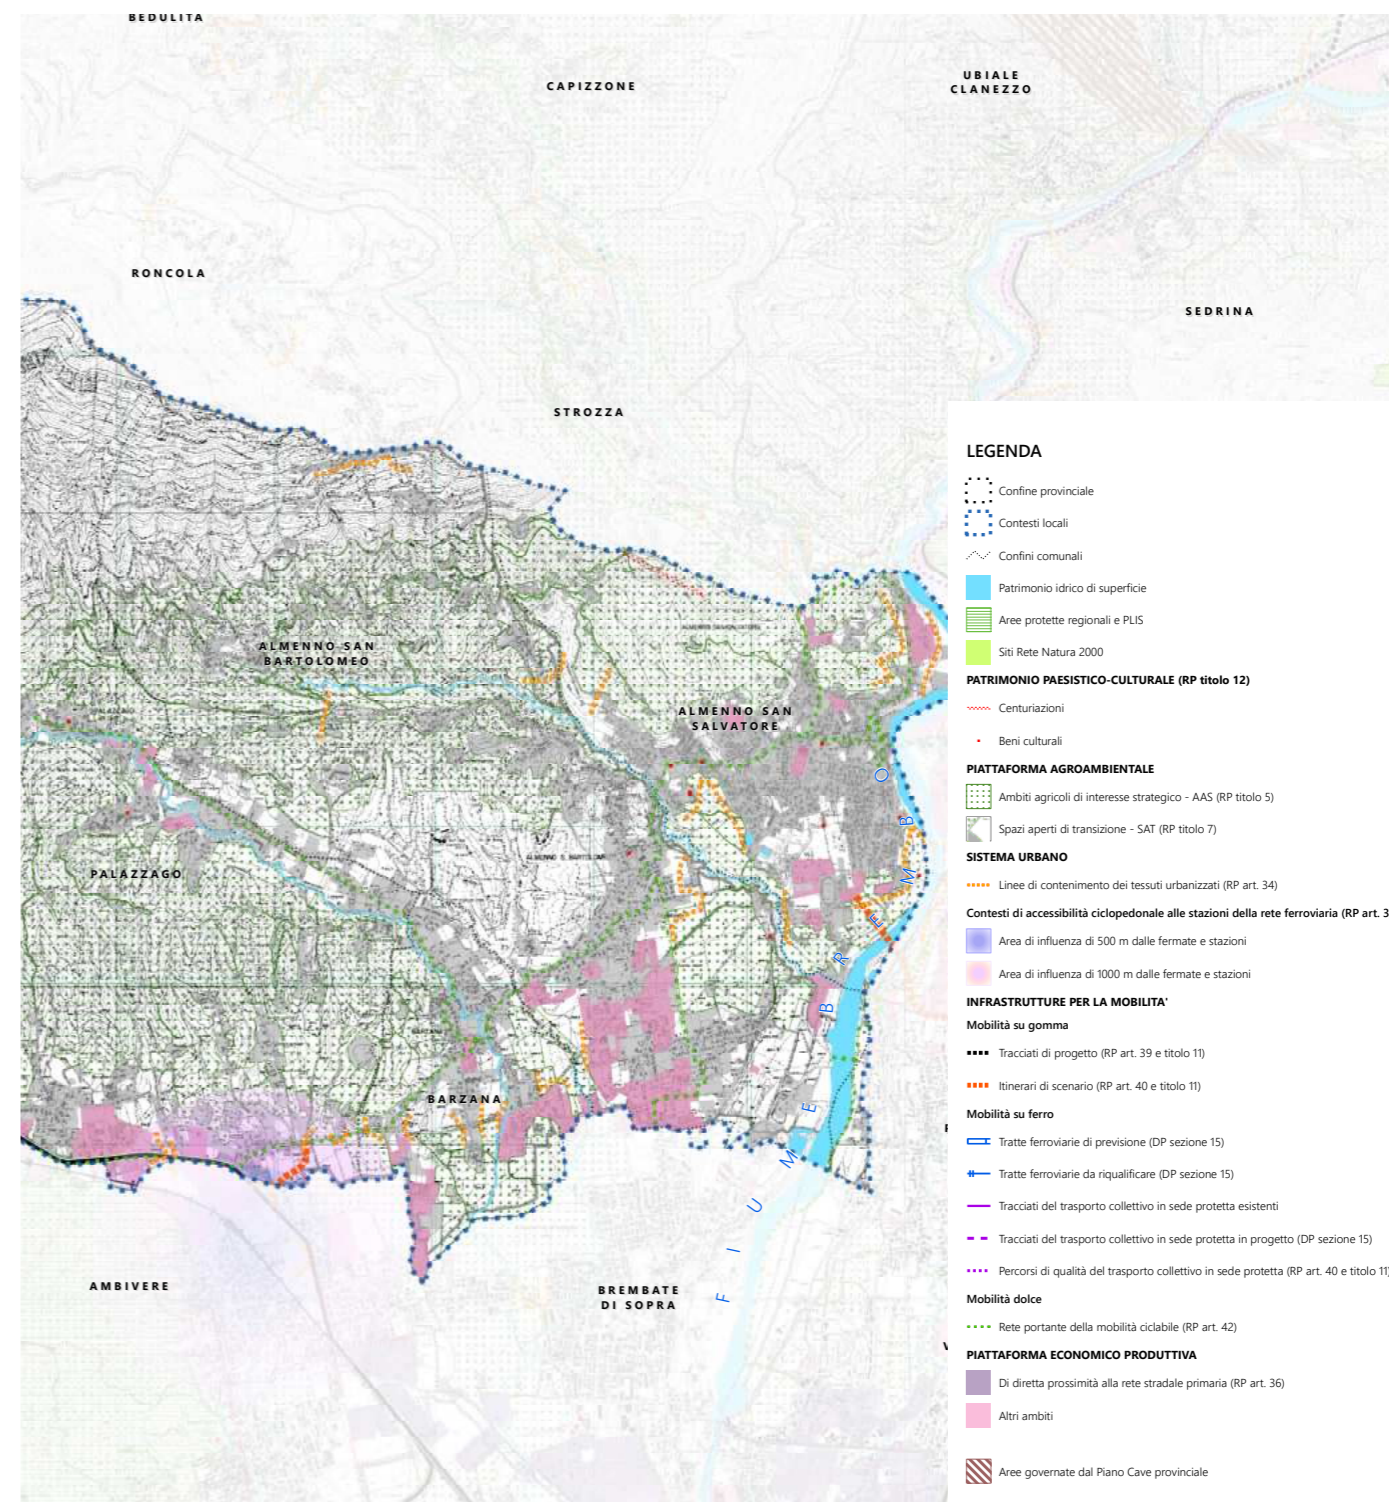 BEDULITA
CAPIZZONE
UBIALE
CLANEZZO
RONCOLA
SEDRINA
STROZZA
ALMENNO SAN
BARTOLOMEO
ALMENNO SAN
SALVATORE
PALAZZAGO
BARZANA
AMBIVERE
BREMBATE
DI SOPRA
FIUME BREMBO
LEGENDA
Confine provinciale
Contesti locali
Confini comunali
Patrimonio idrico di superficie
Aree protette regionali e PLIS
Siti Rete Natura 2000
PATRIMONIO PAESISTICO-CULTURALE (RP titolo 12)
Centuriazioni
Beni culturali
PIATTAFORMA AGROAMBIENTALE
Ambiti agricoli di interesse strategico - AAS (RP titolo 5)
Spazi aperti di transizione - SAT (RP titolo 7)
SISTEMA URBANO
Linee di contenimento dei tessuti urbanizzati (RP art. 34)
Contesti di accessibilità ciclopedonale alle stazioni della rete ferroviaria (RP art. 3
Area di influenza di 500 m dalle fermate e stazioni
Area di influenza di 1000 m dalle fermate e stazioni
INFRASTRUTTURE PER LA MOBILITA'
Mobilità su gomma
Tracciati di progetto (RP art. 39 e titolo 11)
Itinerari di scenario (RP art. 40 e titolo 11)
Mobilità su ferro
Tratte ferroviarie di previsione (DP sezione 15)
Tratte ferroviarie da riqualificare (DP sezione 15)
Tracciati del trasporto collettivo in sede protetta esistenti
Tracciati del trasporto collettivo in sede protetta in progetto (DP sezione 15)
Percorsi di qualità del trasporto collettivo in sede protetta (RP art. 40 e titolo 11)
Mobilità dolce
Rete portante della mobilità ciclabile (RP art. 42)
PIATTAFORMA ECONOMICO PRODUTTIVA
Di diretta prossimità alla rete stradale primaria (RP art. 36)
Altri ambiti
Aree governate dal Piano Cave provinciale